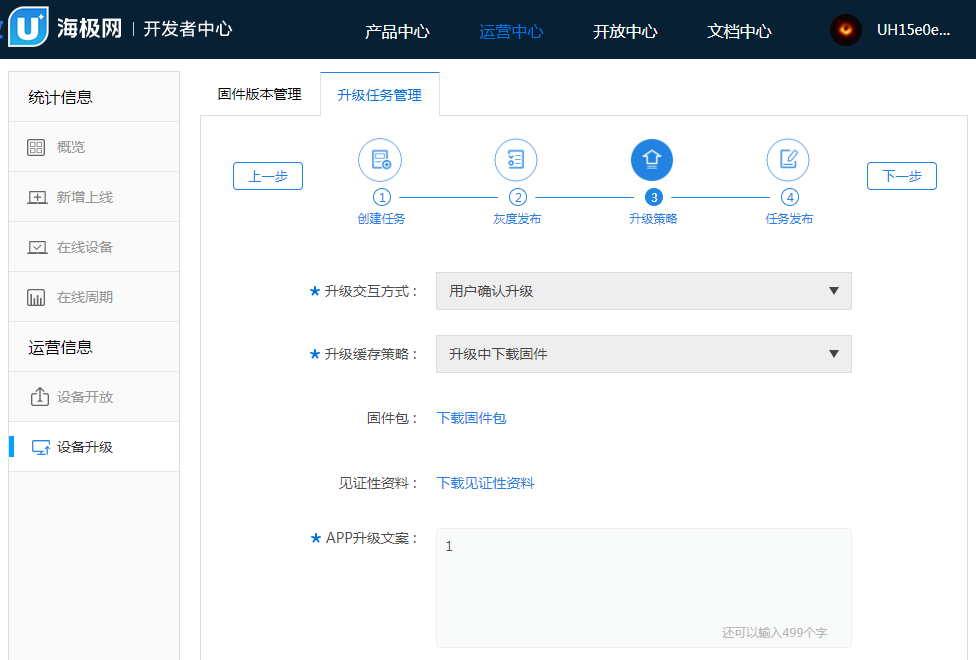 U+ 海极网 | 开发者中心 产品中心 运营中心 开放中心 文档中心 UH15e0e...
统计信息
概览
新增上线
在线设备
在线周期
运营信息
设备开放
设备升级
固件版本管理 升级任务管理
上一步 下一步
1 2 3 4
创建任务 灰度发布 升级策略 任务发布
★ 升级交互方式： 用户确认升级 ▼
★ 升级缓存策略： 升级中下载固件 ▼
固件包： 下载固件包
见证性资料： 下载见证性资料
★ APP升级文案： 1
还可以输入499个字